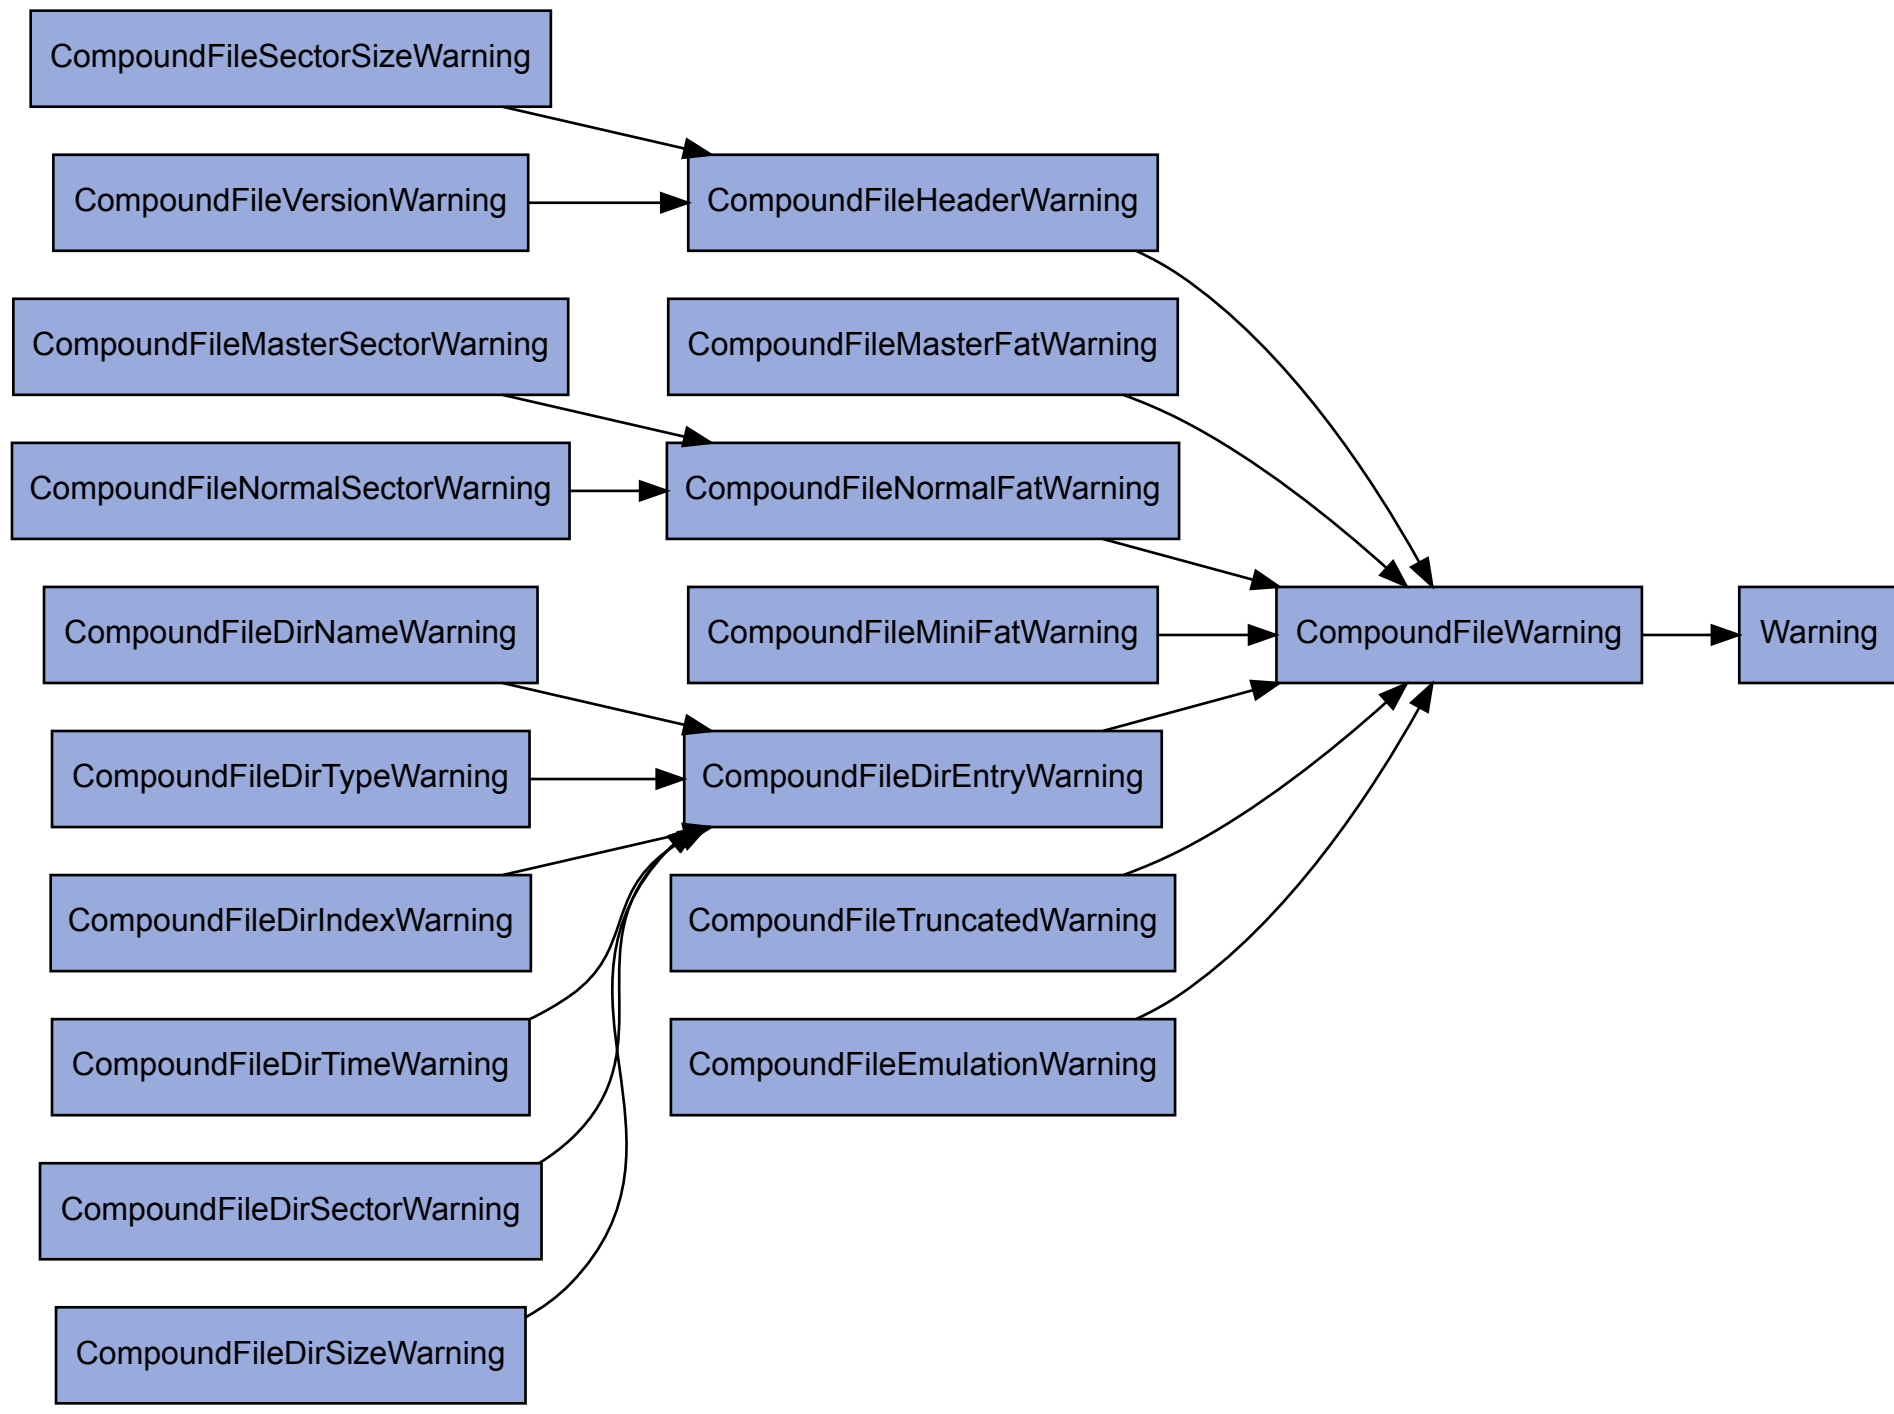 CompoundFileSectorSizeWarning
CompoundFileVersionWarning
CompoundFileHeaderWarning
CompoundFileMasterSectorWarning
CompoundFileMasterFatWarning
CompoundFileNormalSectorWarning
CompoundFileNormalFatWarning
CompoundFileDirNameWarning
CompoundFileMiniFatWarning
CompoundFileWarning
Warning
CompoundFileDirTypeWarning
CompoundFileDirEntryWarning
CompoundFileDirIndexWarning
CompoundFileTruncatedWarning
CompoundFileDirTimeWarning
CompoundFileEmulationWarning
CompoundFileDirSectorWarning
CompoundFileDirSizeWarning